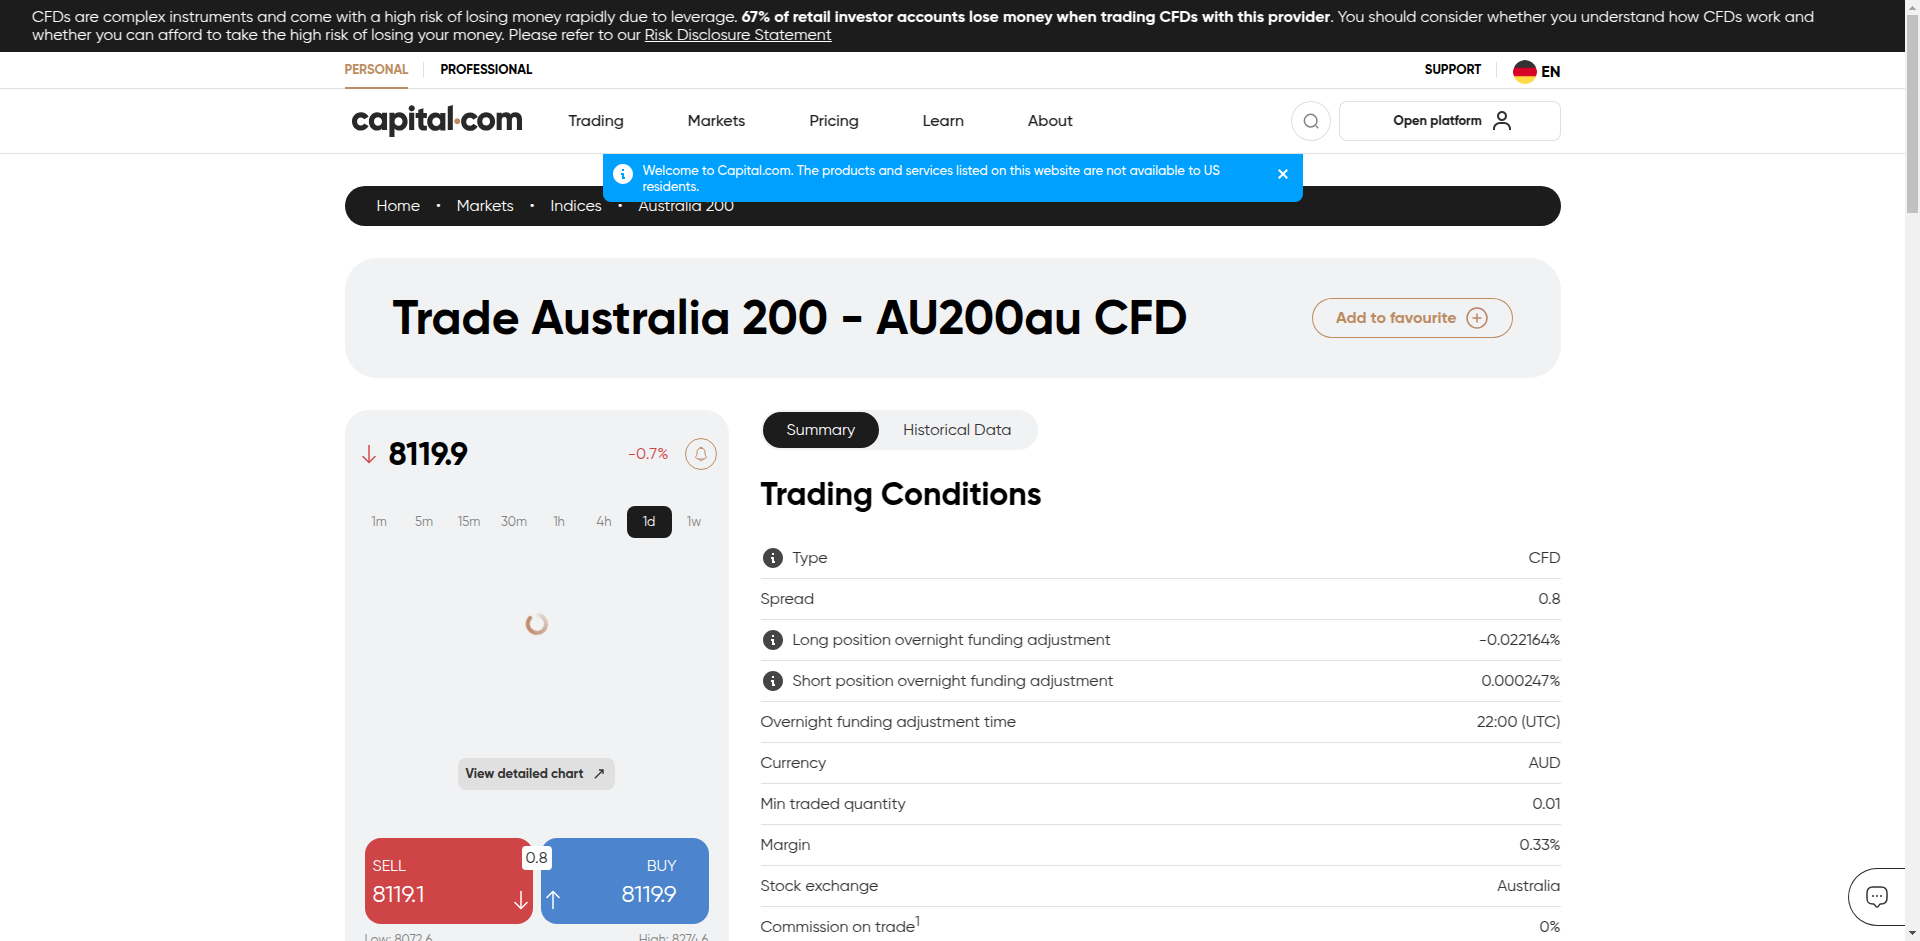 CFDs are complex instruments and come with a high risk of losing money rapidly due to leverage. 67% of retail investor accounts lose money when trading CFDs with this provider. You should consider whether you understand how CFDs work and
whether you can afford to take the high risk of losing your money. Please refer to our Risk Disclosure Statement
PERSONAL PROFESSIONAL SUPPORT EN
capital.com Trading Markets Pricing Learn About Open platform
Welcome to Capital.com. The products and services listed on this website are not available to US
residents.
Home • Markets • Indices • Australia 200
Trade Australia 200 - AU200au CFD
Add to favourite
8119.9 -0.7%
1m 5m 15m 30m 1h 4h 1d 1w
View detailed chart
SELL 0.8 BUY
8119.1 8119.9
Low: 8072.6 High: 8274.6
Summary Historical Data
Trading Conditions
Type CFD
Spread 0.8
Long position overnight funding adjustment -0.022164%
Short position overnight funding adjustment 0.000247%
Overnight funding adjustment time 22:00 (UTC)
Currency AUD
Min traded quantity 0.01
Margin 0.33%
Stock exchange Australia
Commission on trade1 0%